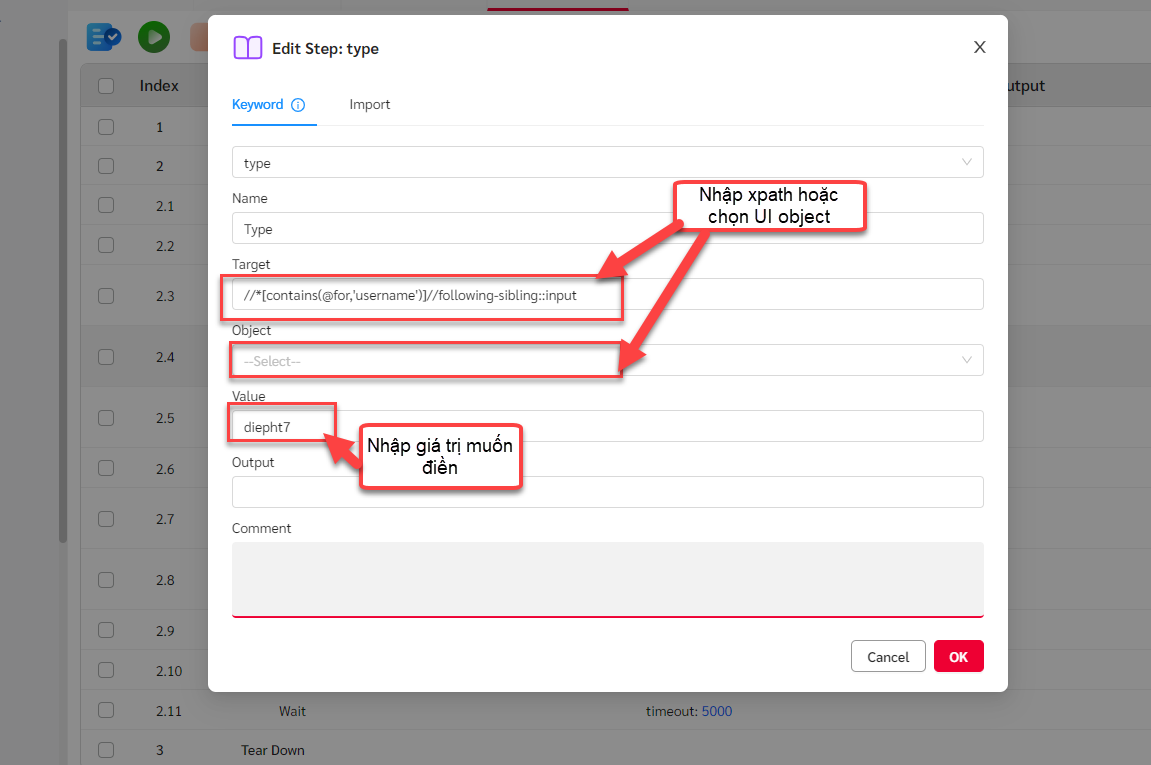 Edit Step: type
X
Index
utput
Keyword
Import
1
type
2
Nhập xpath hoặc
chọn UI object
Name
2.1
Type
2.2
Target
2.3
//*[contains(@for,'username')]//following-sibling::input
Object
2.4
--Select--
Value
2.5
diepht7
Nhập giá trị muốn
điền
Output
2.6
2.7
Comment
2.8
2.9
Cancel
OK
2.10
2.11
Wait
timeout: 5000
3
Tear Down